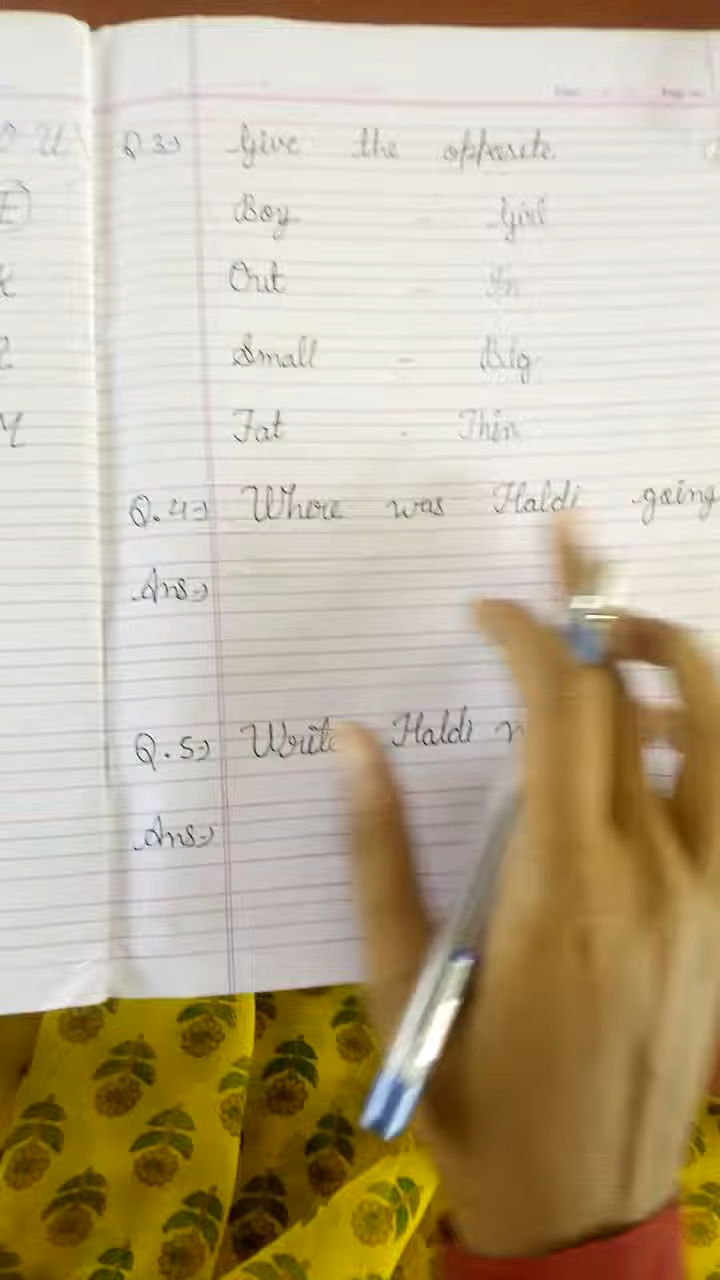 Q 3 Give the opposite
Boy - Girl
Out - In
Small - Big
Fat - Thin
Q.4 Where was Haldi going
Ans
Q.5 Write Haldi
Ans